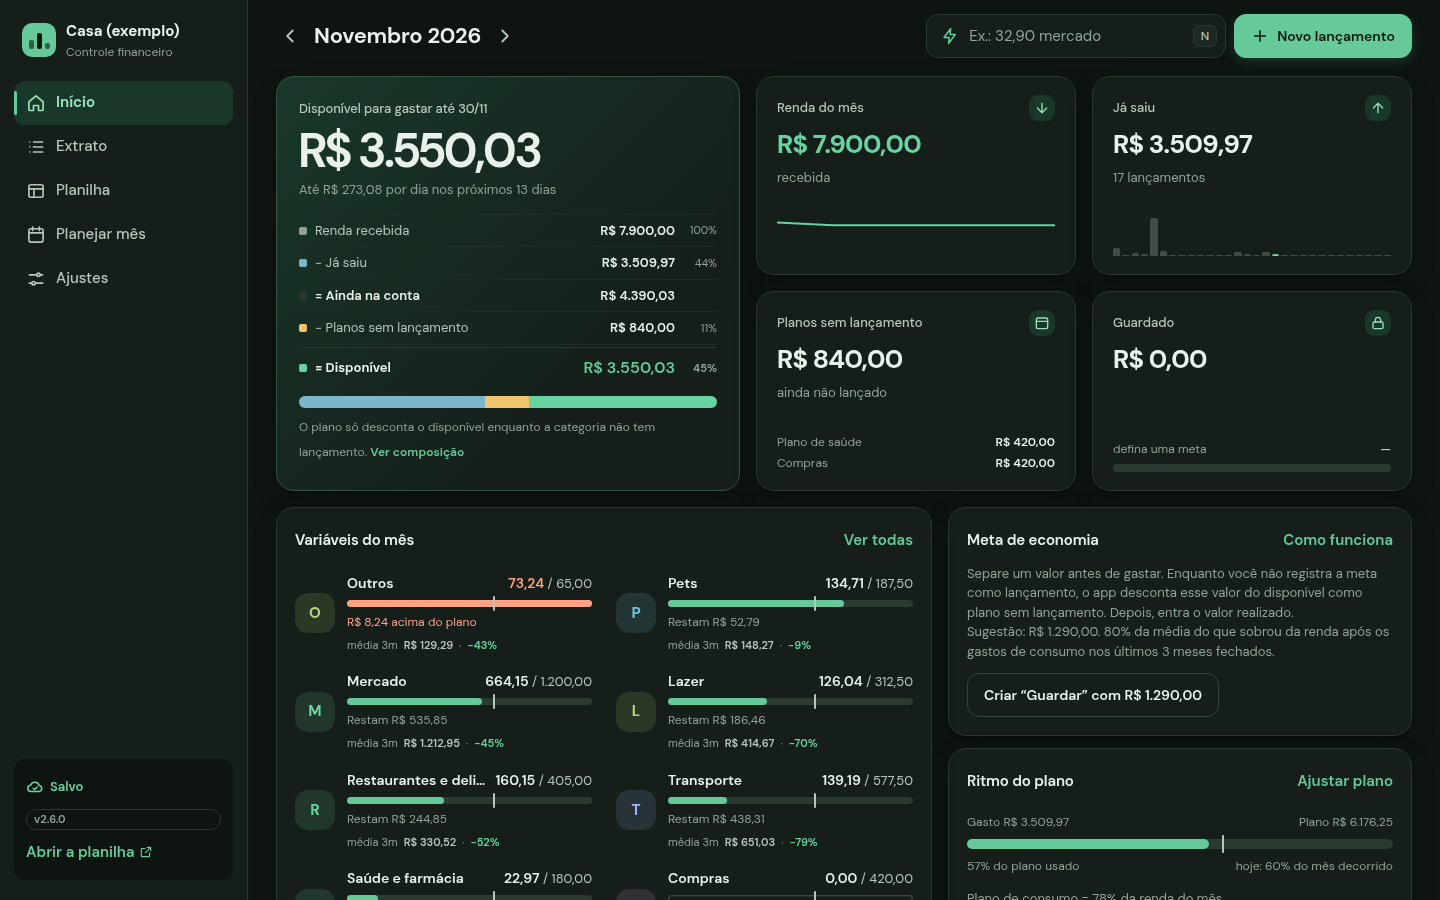 Casa (exemplo)
Controle financeiro
Início
Extrato
Planilha
Planejar mês
Ajustes
Salvo
v2.6.0
Abrir a planilha
Novembro 2026
Ex.: 32,90 mercado
N
Novo lançamento
Disponível para gastar até 30/11
R$ 3.550,03
Até R$ 273,08 por dia nos próximos 13 dias
Renda recebida R$ 7.900,00 100%
− Já saiu R$ 3.509,97 44%
= Ainda na conta R$ 4.390,03
− Planos sem lançamento R$ 840,00 11%
= Disponível R$ 3.550,03 45%
O plano só desconta o disponível enquanto a categoria não tem
lançamento. Ver composição
Renda do mês
R$ 7.900,00
recebida
Já saiu
R$ 3.509,97
17 lançamentos
Planos sem lançamento
R$ 840,00
ainda não lançado
Plano de saúde R$ 420,00
Compras R$ 420,00
Guardado
R$ 0,00
defina uma meta —
Variáveis do mês Ver todas
O
Outros 73,24 / 65,00
R$ 8,24 acima do plano
média 3m R$ 129,29 · −43%
P
Pets 134,71 / 187,50
Restam R$ 52,79
média 3m R$ 148,27 · −9%
M
Mercado 664,15 / 1.200,00
Restam R$ 535,85
média 3m R$ 1.212,95 · −45%
L
Lazer 126,04 / 312,50
Restam R$ 186,46
média 3m R$ 414,67 · −70%
R
Restaurantes e deli... 160,15 / 405,00
Restam R$ 244,85
média 3m R$ 330,52 · −52%
T
Transporte 139,19 / 577,50
Restam R$ 438,31
média 3m R$ 651,03 · −79%
Saúde e farmácia 22,97 / 180,00
Compras 0,00 / 420,00
Meta de economia Como funciona
Separe um valor antes de gastar. Enquanto você não registra a meta
como lançamento, o app desconta esse valor do disponível como
plano sem lançamento. Depois, entra o valor realizado.
Sugestão: R$ 1.290,00. 80% da média do que sobrou da renda após os
gastos de consumo nos últimos 3 meses fechados.
Criar “Guardar” com R$ 1.290,00
Ritmo do plano Ajustar plano
Gasto R$ 3.509,97 Plano R$ 6.176,25
57% do plano usado hoje: 60% do mês decorrido
Plano de consumo = 78% da renda do mês